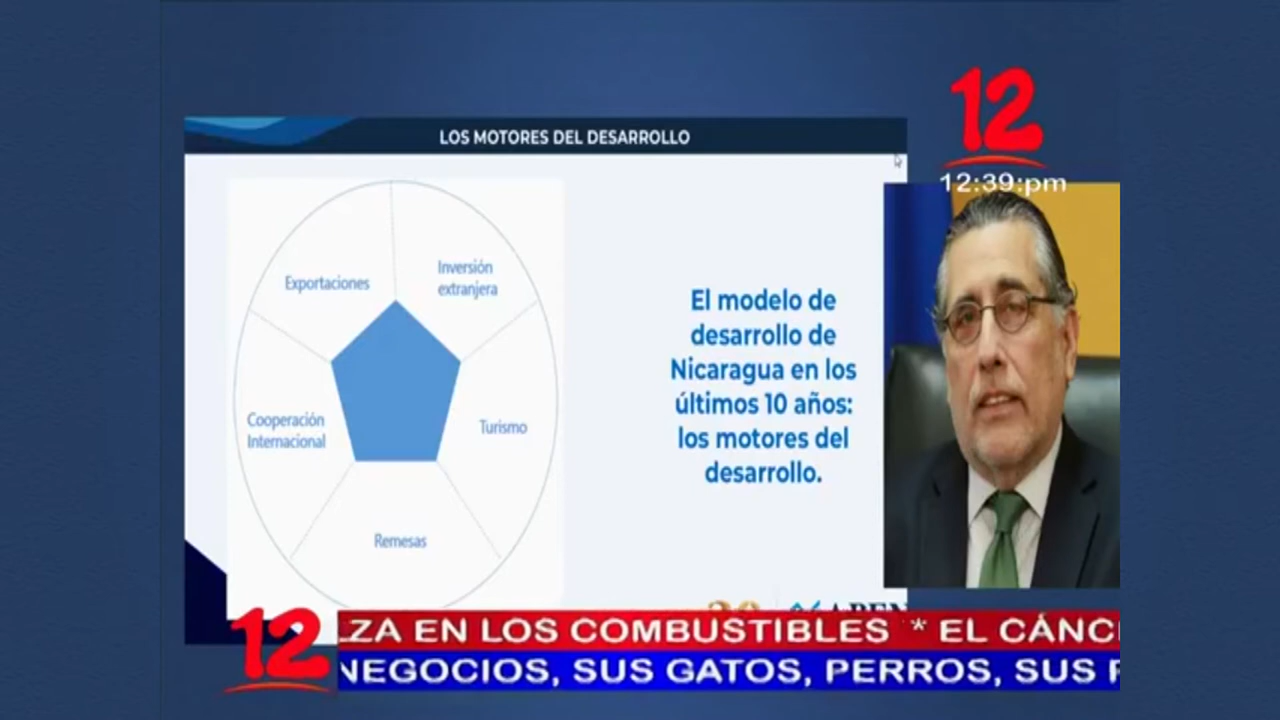 12
12:39:pm
LOS MOTORES DEL DESARROLLO
Exportaciones
Inversión
extranjera
Cooperación
Internacional
Turismo
Remesas
El modelo de
desarrollo de
Nicaragua en los
últimos 10 años:
los motores del
desarrollo.
12
LZA EN LOS COMBUSTIBLES * EL CÁNC
NEGOCIOS, SUS GATOS, PERROS, SUS